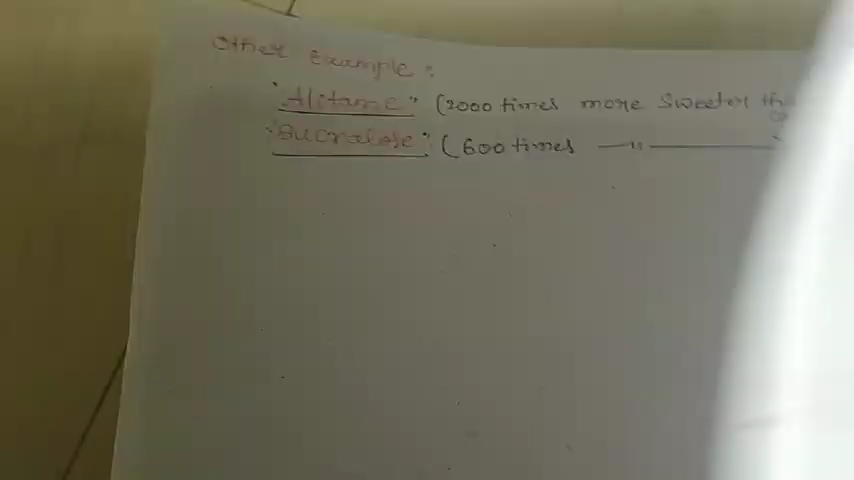 Other Example:
"Alitame" (2000 times more sweeter
"Sucralose" (600 times —"—